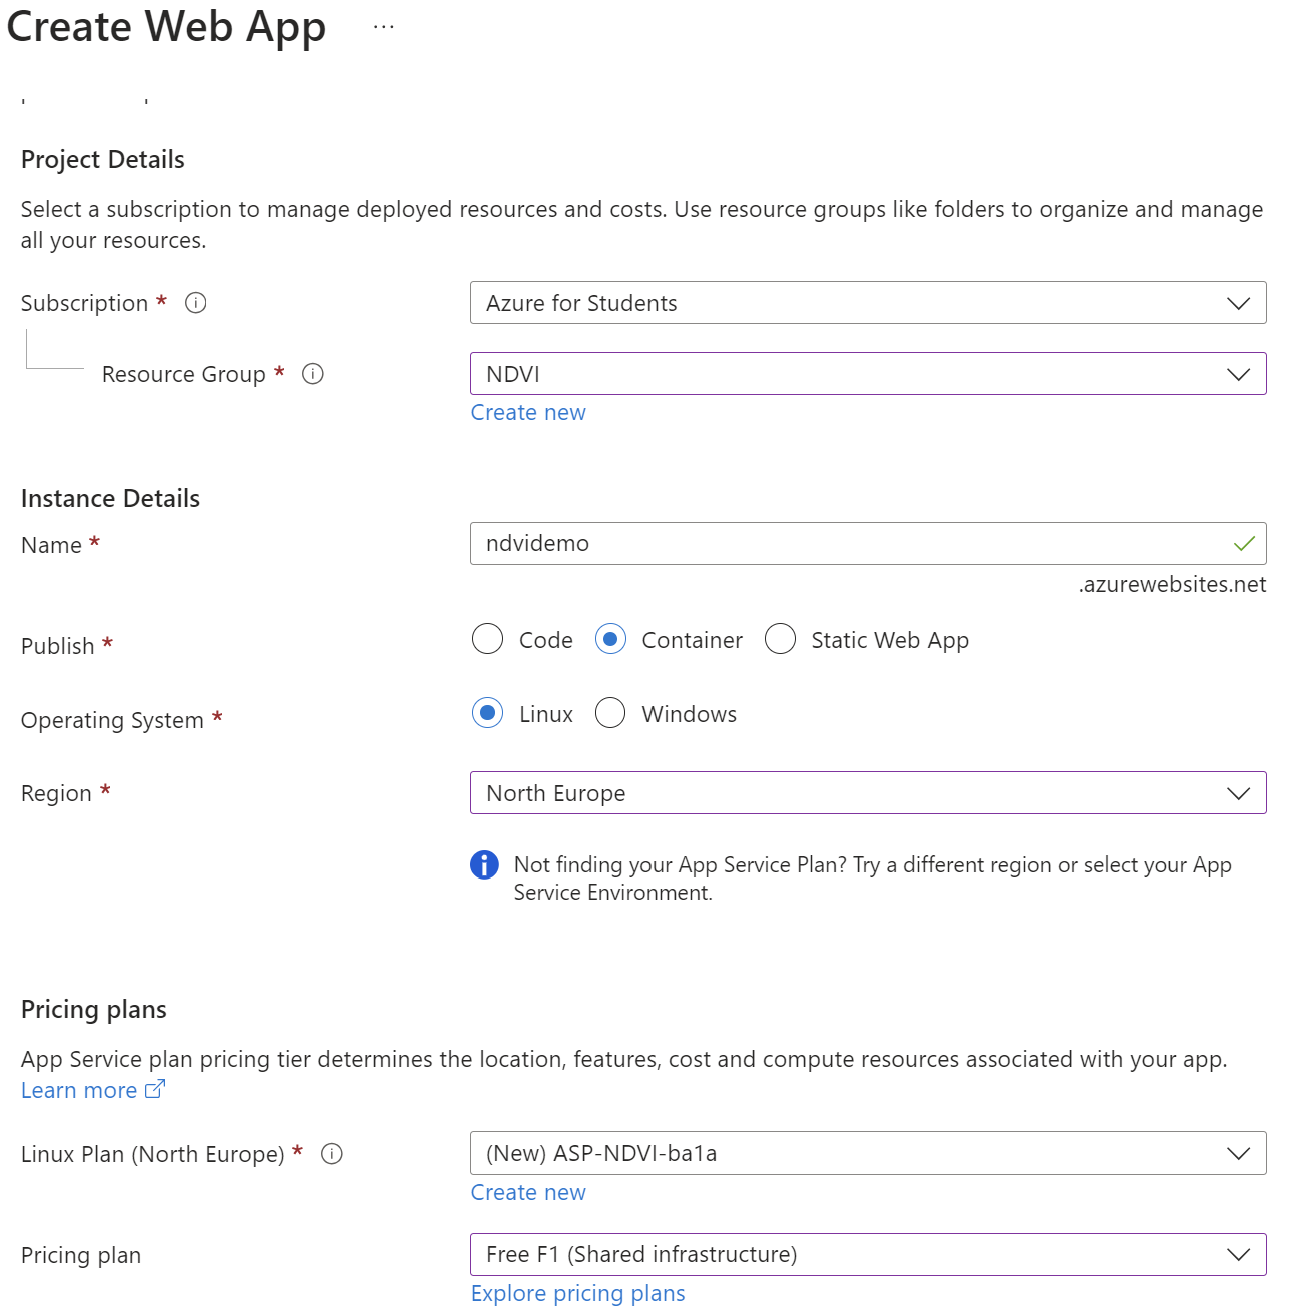 Create Web App ...
Project Details
Select a subscription to manage deployed resources and costs. Use resource groups like folders to organize and manage
all your resources.
Subscription *
Azure for Students
Resource Group *
NDVI
Create new
Instance Details
Name *
ndvidemo
.azurewebsites.net
Publish *
Code Container Static Web App
Operating System *
Linux Windows
Region *
North Europe
Not finding your App Service Plan? Try a different region or select your App
Service Environment.
Pricing plans
App Service plan pricing tier determines the location, features, cost and compute resources associated with your app.
Learn more
Linux Plan (North Europe) *
(New) ASP-NDVI-ba1a
Create new
Pricing plan
Free F1 (Shared infrastructure)
Explore pricing plans